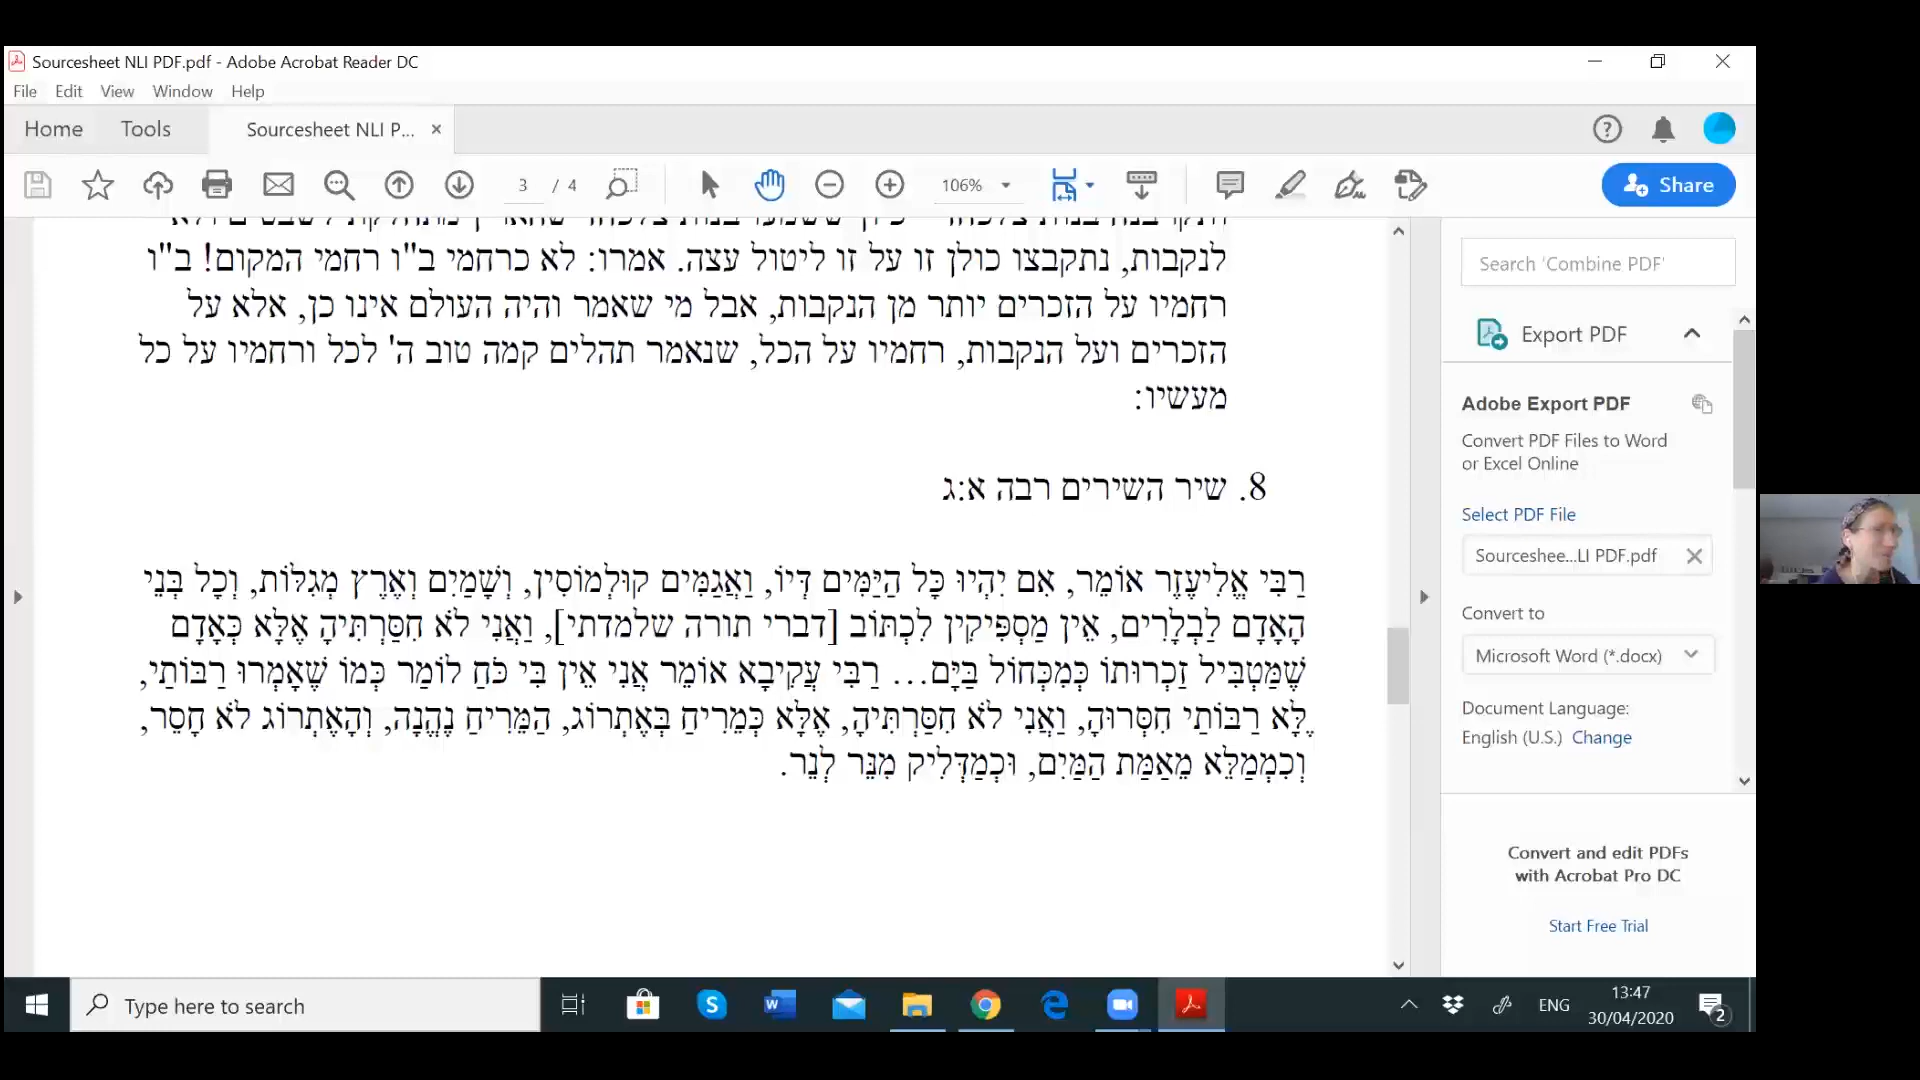 Sourcesheet NLI PDF.pdf - Adobe Acrobat Reader DC
File Edit View Window Help
Home Tools Sourcesheet NLI P... ×
3 / 4 106% Share
לנקבות, נתקבצו כולן זו על זו ליטול עצה. אמרו: לא כרחמי ב"ו רחמי המקום! ב"ו
רחמיו על הזכרים יותר מן הנקבות, אבל מי שאמר והיה העולם אינו כן, אלא על
הזכרים ועל הנקבות, רחמיו על הכל, שנאמר תהלים קמה טוב ה' לכל ורחמיו על כל
מעשיו:
8. שיר השירים רבה א:ג
רַבִּי אֱלִיעֶזֶר אוֹמֵר, אִם יִהְיוּ כָּל הַיַּמִּים דְּיוֹ, וַאֲגַמִּים קוּלְמוֹסִין, וְשָׁמַיִם וְאֶרֶץ מְגִלּוֹת, וְכָל בְּנֵי
הָאָדָם לַבְלָרִים, אֵין מַסְפִּיקִין לִכְתּוֹב [דברי תורה שלמדתי], וַאֲנִי לֹא חִסַּרְתִּיהָ אֶלָּא כְּאָדָם
שֶׁמַּטְבִּיל זַכְרוּתוֹ כְּמִכְּחוֹל בַּיָּם... רַבִּי עֲקִיבָא אוֹמֵר אֲנִי אֵין בִּי כֹּחַ לוֹמַר כְּמוֹ שֶׁאָמְרוּ רַבּוֹתַי,
ֶלָּא רַבּוֹתַי חִסְּרוּהָ, וַאֲנִי לֹא חִסַּרְתִּיהָ, אֶלָּא כְּמֵרִיחַ בְּאֶתְרוֹג, הַמֵּרִיחַ נֶהֱנָה, וְהָאֶתְרוֹג לֹא חָסֵר,
וְכִמְמַלֵּא מֵאַמַּת הַמַּיִם, וּכְמַדְלִיק מִנֵּר לְנֵר.
Search 'Combine PDF'
Export PDF
Adobe Export PDF
Convert PDF Files to Word
or Excel Online
Select PDF File
Sourceshee...LI PDF.pdf
Convert to
Microsoft Word (*.docx)
Document Language:
English (U.S.) Change
Convert and edit PDFs
with Acrobat Pro DC
Start Free Trial
Type here to search
ENG
13:47
30/04/2020
2